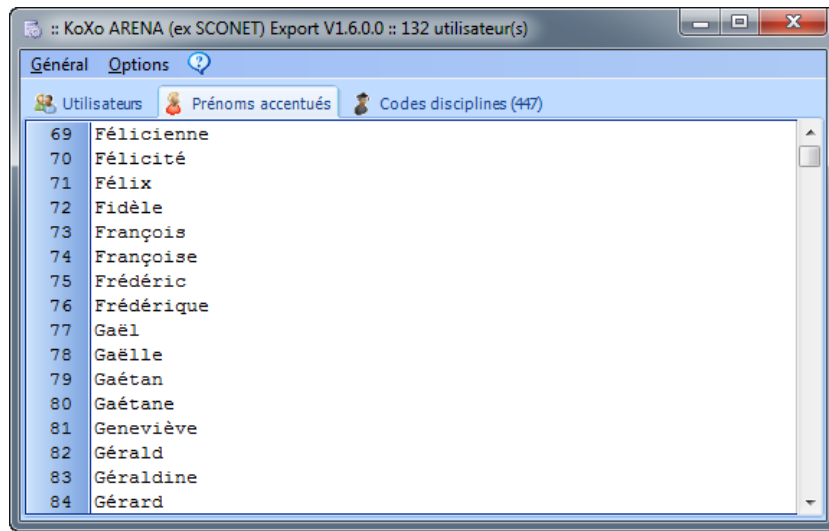 :: KoXo ARENA (ex SCONET) Export V1.6.0.0 :: 132 utilisateur(s)
Général Options
Utilisateurs Prénoms accentués Codes disciplines (447)
69 Félicienne
70 Félicité
71 Félix
72 Fidèle
73 François
74 Françoise
75 Frédéric
76 Frédérique
77 Gaël
78 Gaëlle
79 Gaétan
80 Gaétane
81 Geneviève
82 Gérald
83 Géraldine
84 Gérard